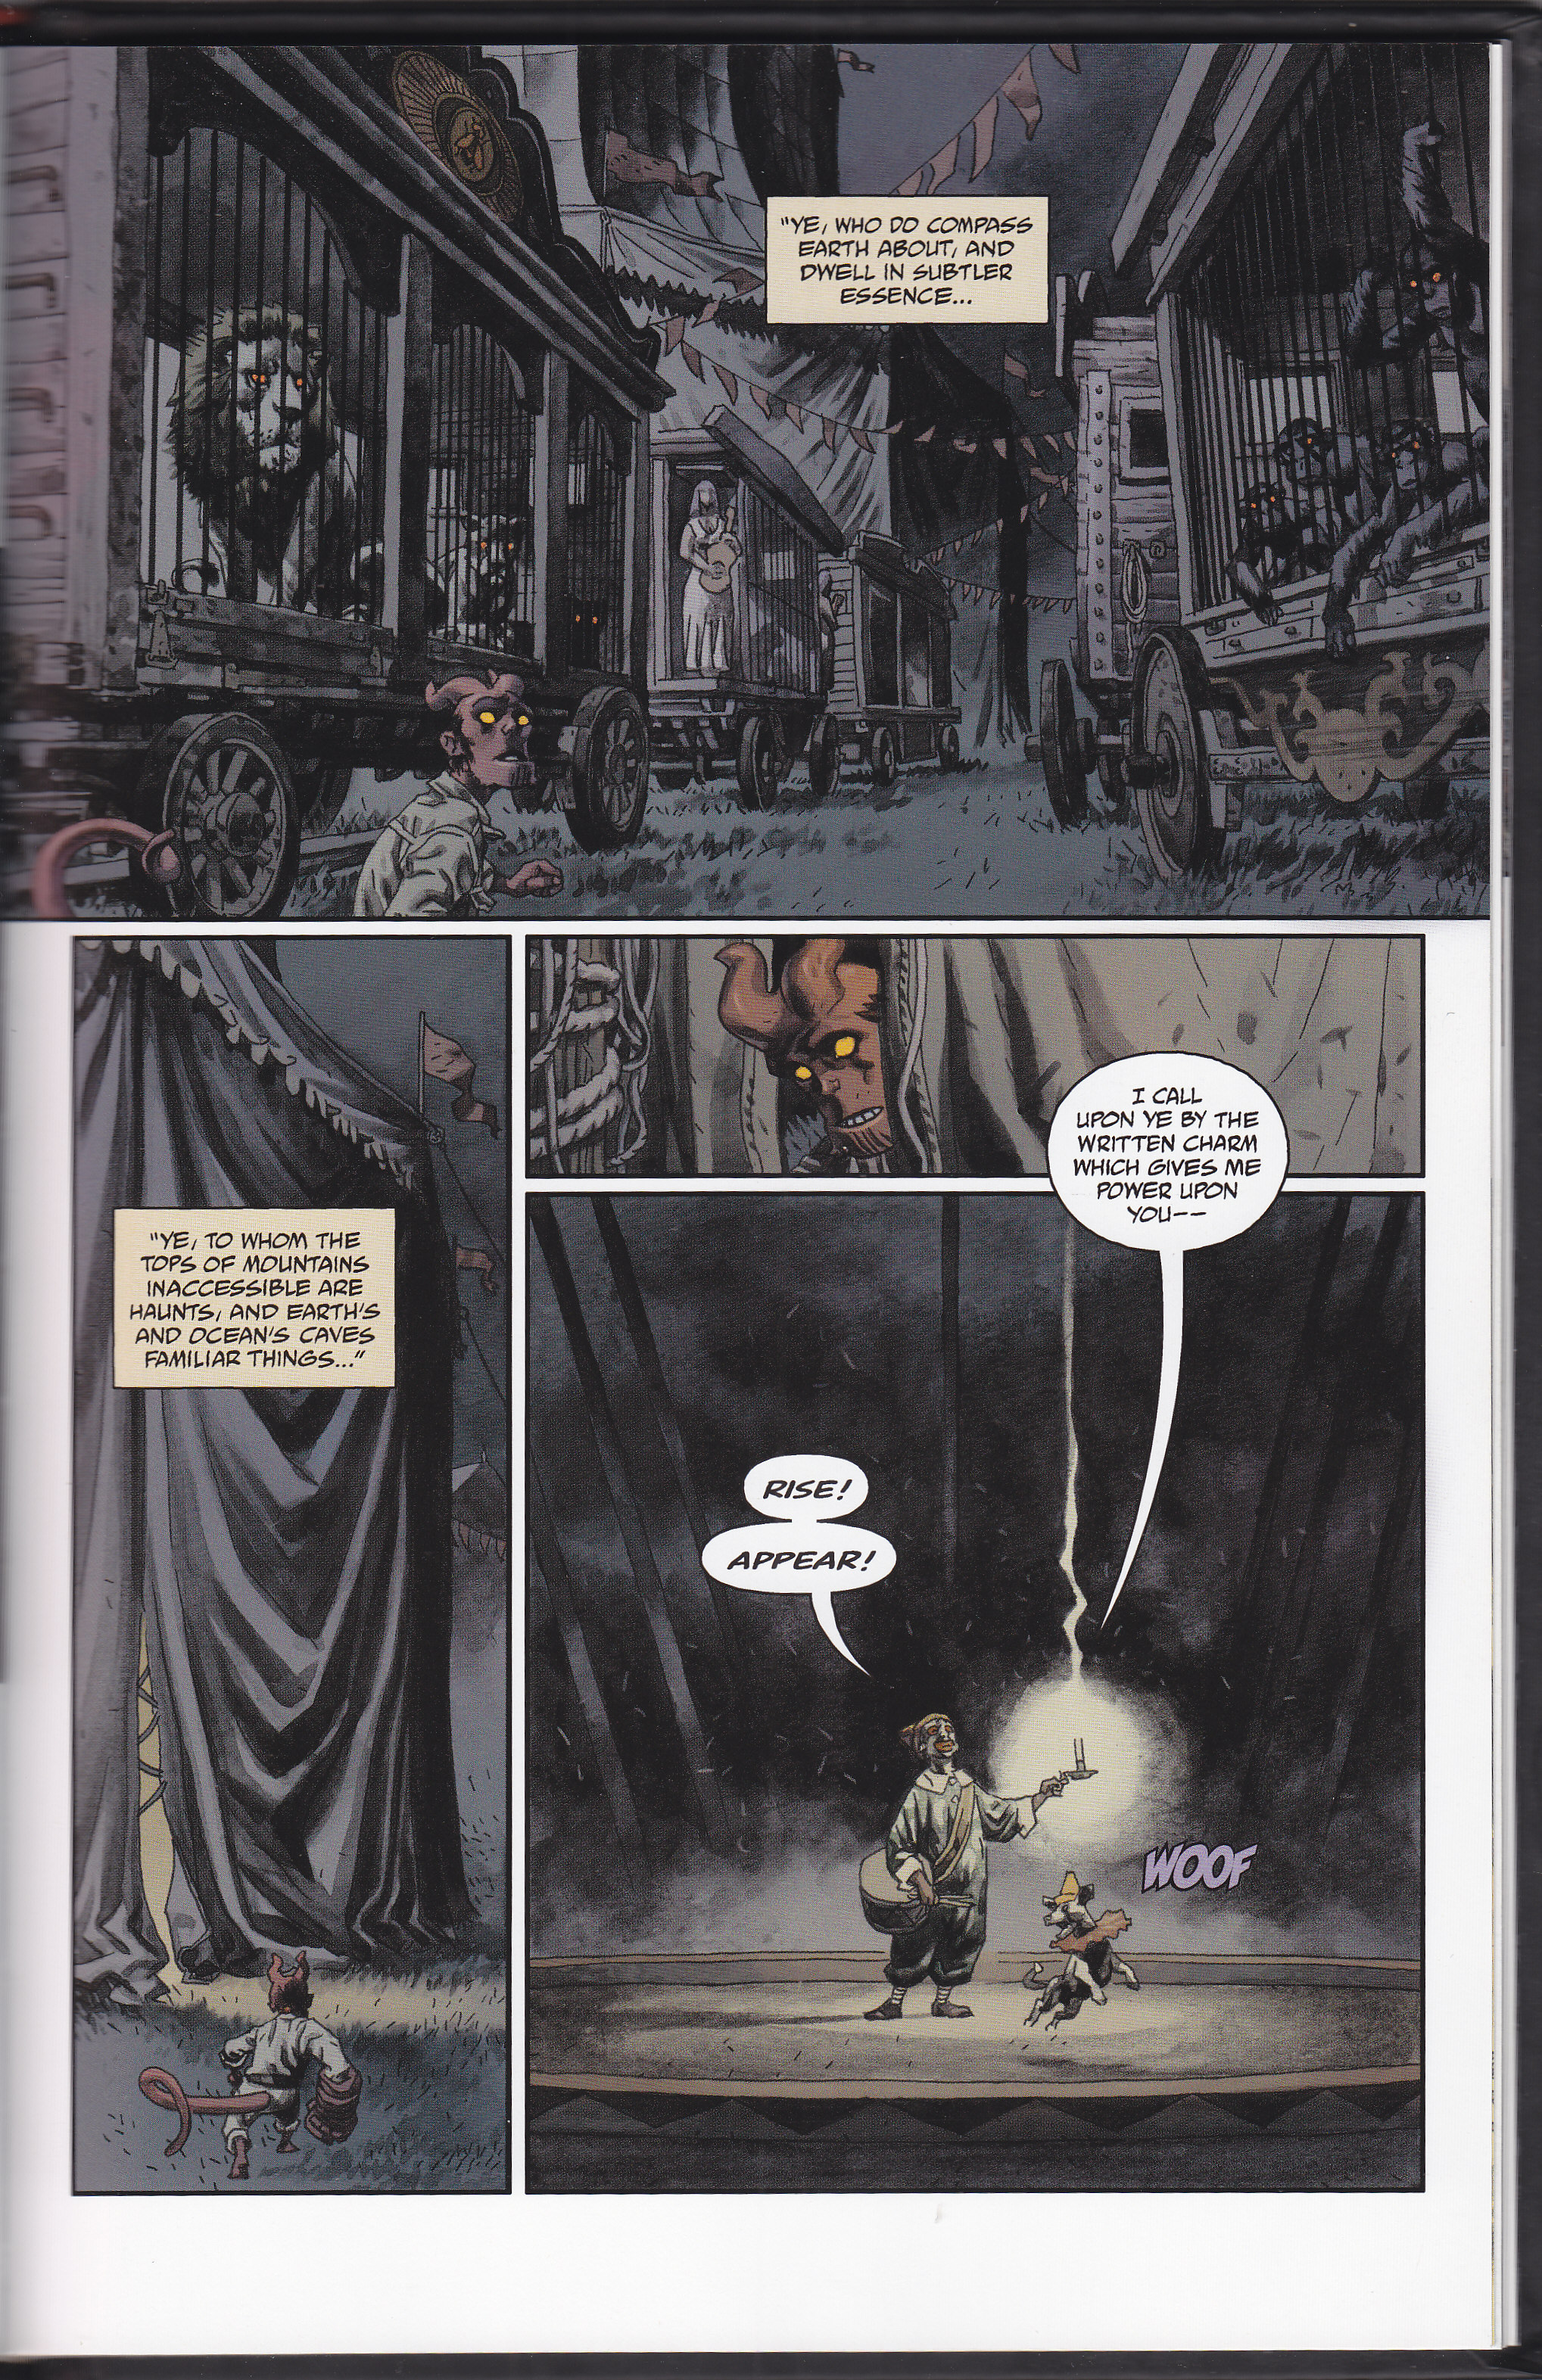 "YE, WHO DO COMPASS
EARTH ABOUT, AND
DWELL IN SUBTLER
ESSENCE...
"YE, TO WHOM THE
TOPS OF MOUNTAINS
INACCESSIBLE ARE
HAUNTS, AND EARTH'S
AND OCEAN'S CAVES
FAMILIAR THINGS..."
I CALL
UPON YE BY THE
WRITTEN CHARM
WHICH GIVES ME
POWER UPON
YOU--
RISE!
APPEAR!
WOOF